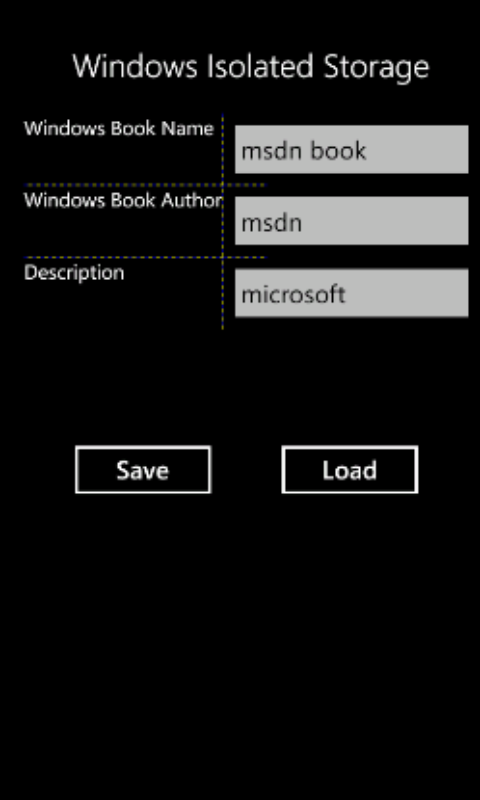 Windows Isolated Storage
Windows Book Name
msdn book
Windows Book Author
msdn
Description
microsoft
Save
Load